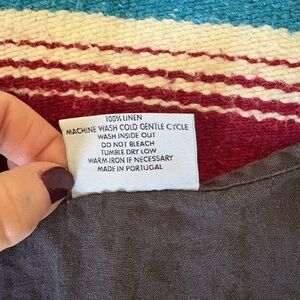 100% LINEN
MACHINE WASH COLD GENTLE CYCLE
WASH INSIDE OUT
DO NOT BLEACH
TUMBLE DRY LOW
WARM IRON IF NECESSARY
MADE IN PORTUGAL